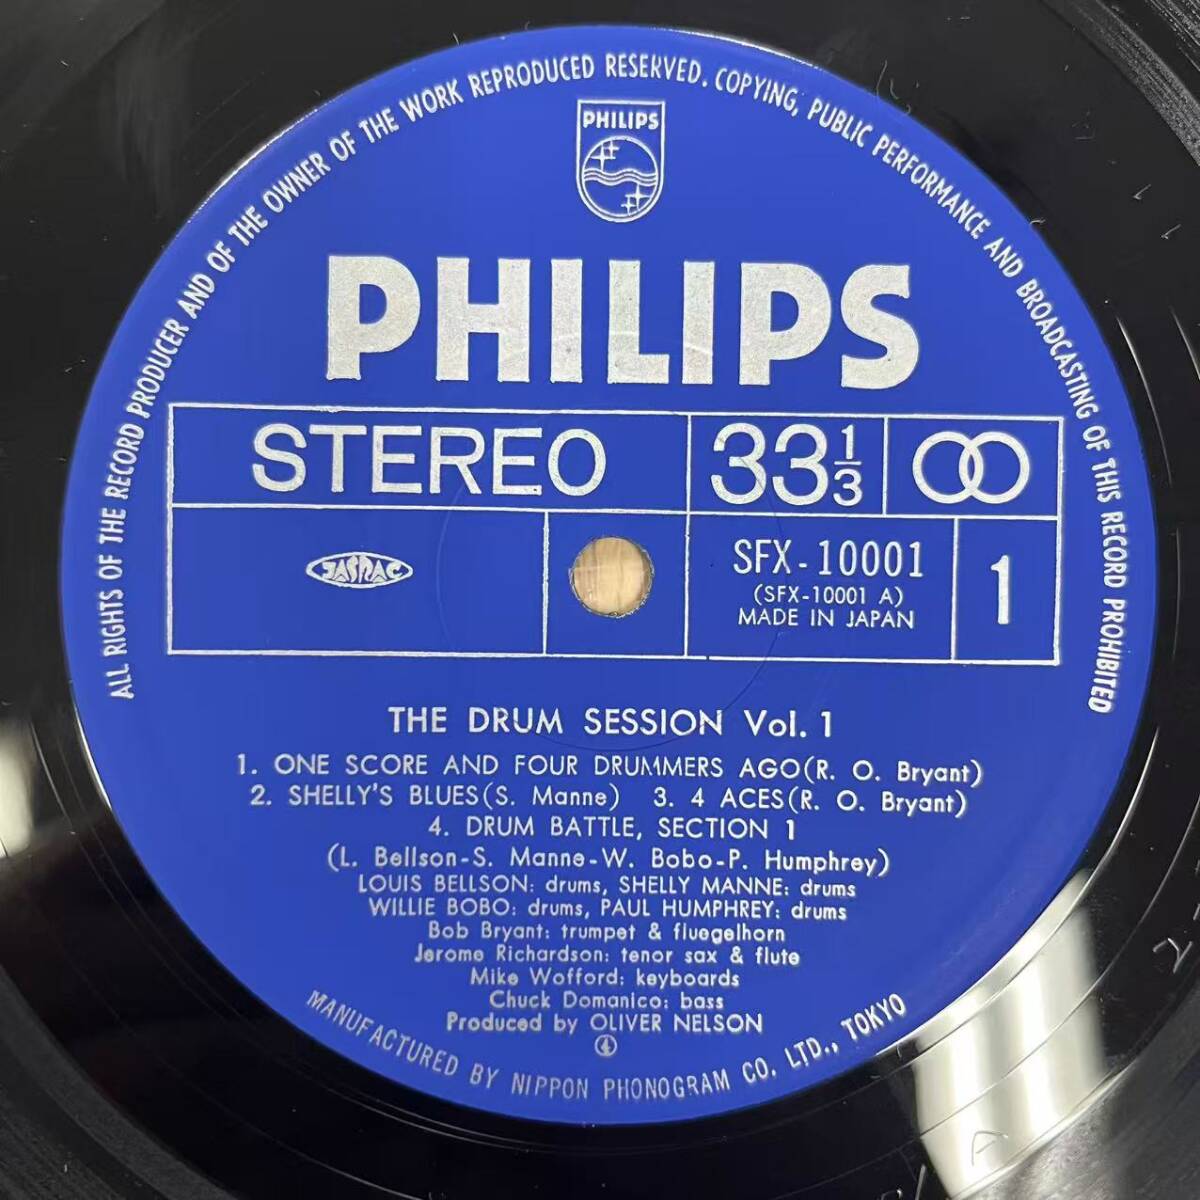 ALL RIGHTS OF THE RECORD PRODUCER AND OF THE OWNER OF THE WORK REPRODUCED RESERVED. COPYING, PUBLIC PERFORMANCE AND BROADCASTING OF THIS RECORD PROHIBITED
PHILIPS
PHILIPS
STEREO 33 1/3
JASRAC
SFX-10001
(SFX-10001 A)
MADE IN JAPAN
1
THE DRUM SESSION Vol. 1
1. ONE SCORE AND FOUR DRUMMERS AGO(R. O. Bryant)
2. SHELLY'S BLUES(S. Manne) 3. 4 ACES(R. O. Bryant)
4. DRUM BATTLE, SECTION 1
(L. Bellson-S. Manne-W. Bobo-P. Humphrey)
LOUIS BELLSON: drums, SHELLY MANNE: drums
WILLIE BOBO: drums, PAUL HUMPHREY: drums
Bob Bryant: trumpet & fluegelhorn
Jerome Richardson: tenor sax & flute
Mike Wofford: keyboards
Chuck Domanico: bass
Produced by OLIVER NELSON
④
MANUFACTURED BY NIPPON PHONOGRAM CO. LTD., TOKYO